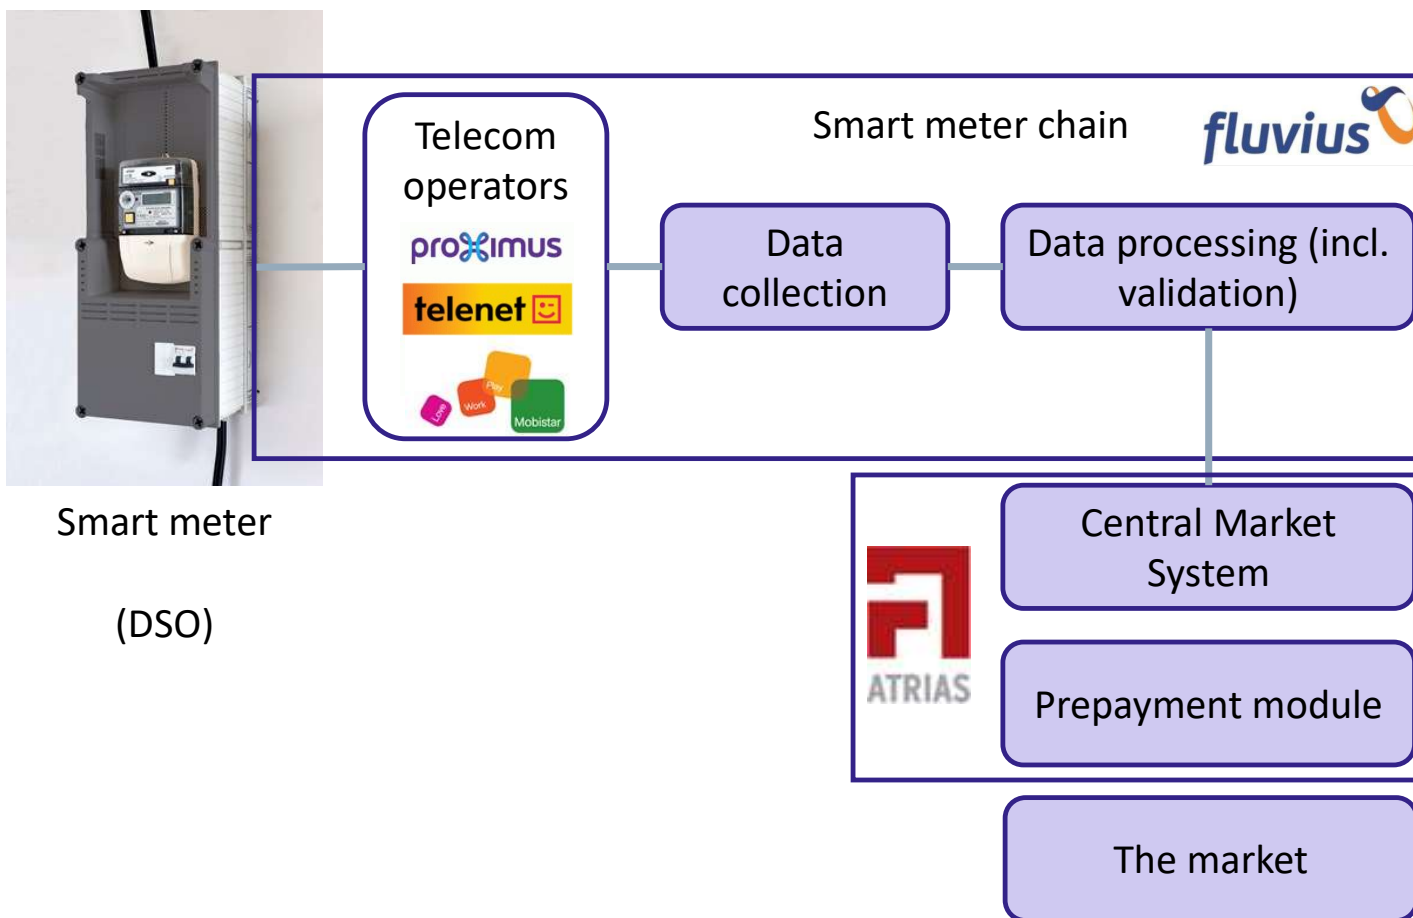 Smart meter chain
fluvius
Telecom
operators
proximus
telenet
Love
Work
Play
Mobistar
Data
collection
Data processing (incl.
validation)
Smart meter
(DSO)
Central Market
System
ATRIAS
Prepayment module
The market